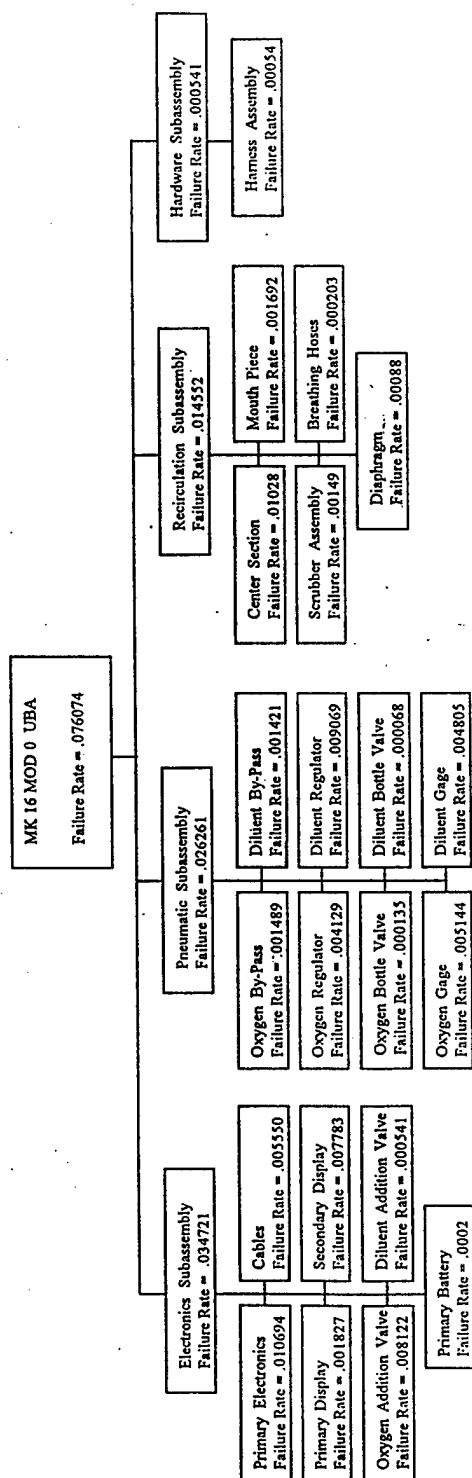 MK 16 MOD 0 UBA
Failure Rate = .076074
Electronics Subassembly
Failure Rate = .034721
Primary Electronics
Failure Rate = .010694
Cables
Failure Rate = .005550
Primary Display
Failure Rate = .001827
Secondary Display
Failure Rate = .007783
Oxygen Addition Valve
Failure Rate = .008122
Diluent Addition Valve
Failure Rate = .000541
Primary Battery
Failure Rate = .0002
Pneumatic Subassembly
Failure Rate = .026261
Oxygen By-Pass
Failure Rate = .001489
Diluent By-Pass
Failure Rate = .001421
Oxygen Regulator
Failure Rate = .004129
Diluent Regulator
Failure Rate = .009069
Oxygen Bottle Valve
Failure Rate = .000135
Diluent Bottle Valve
Failure Rate = .000068
Oxygen Gage
Failure Rate = .005144
Diluent Gage
Failure Rate = .004805
Recirculation Subassembly
Failure Rate = .014552
Center Section
Failure Rate = .01028
Mouth Piece
Failure Rate = .001692
Scrubber Assembly
Failure Rate = .00149
Breathing Hoses
Failure Rate = .000203
Diaphragm
Failure Rate = .00088
Hardware Subassembly
Failure Rate = .000541
Harness Assembly
Failure Rate = .00054